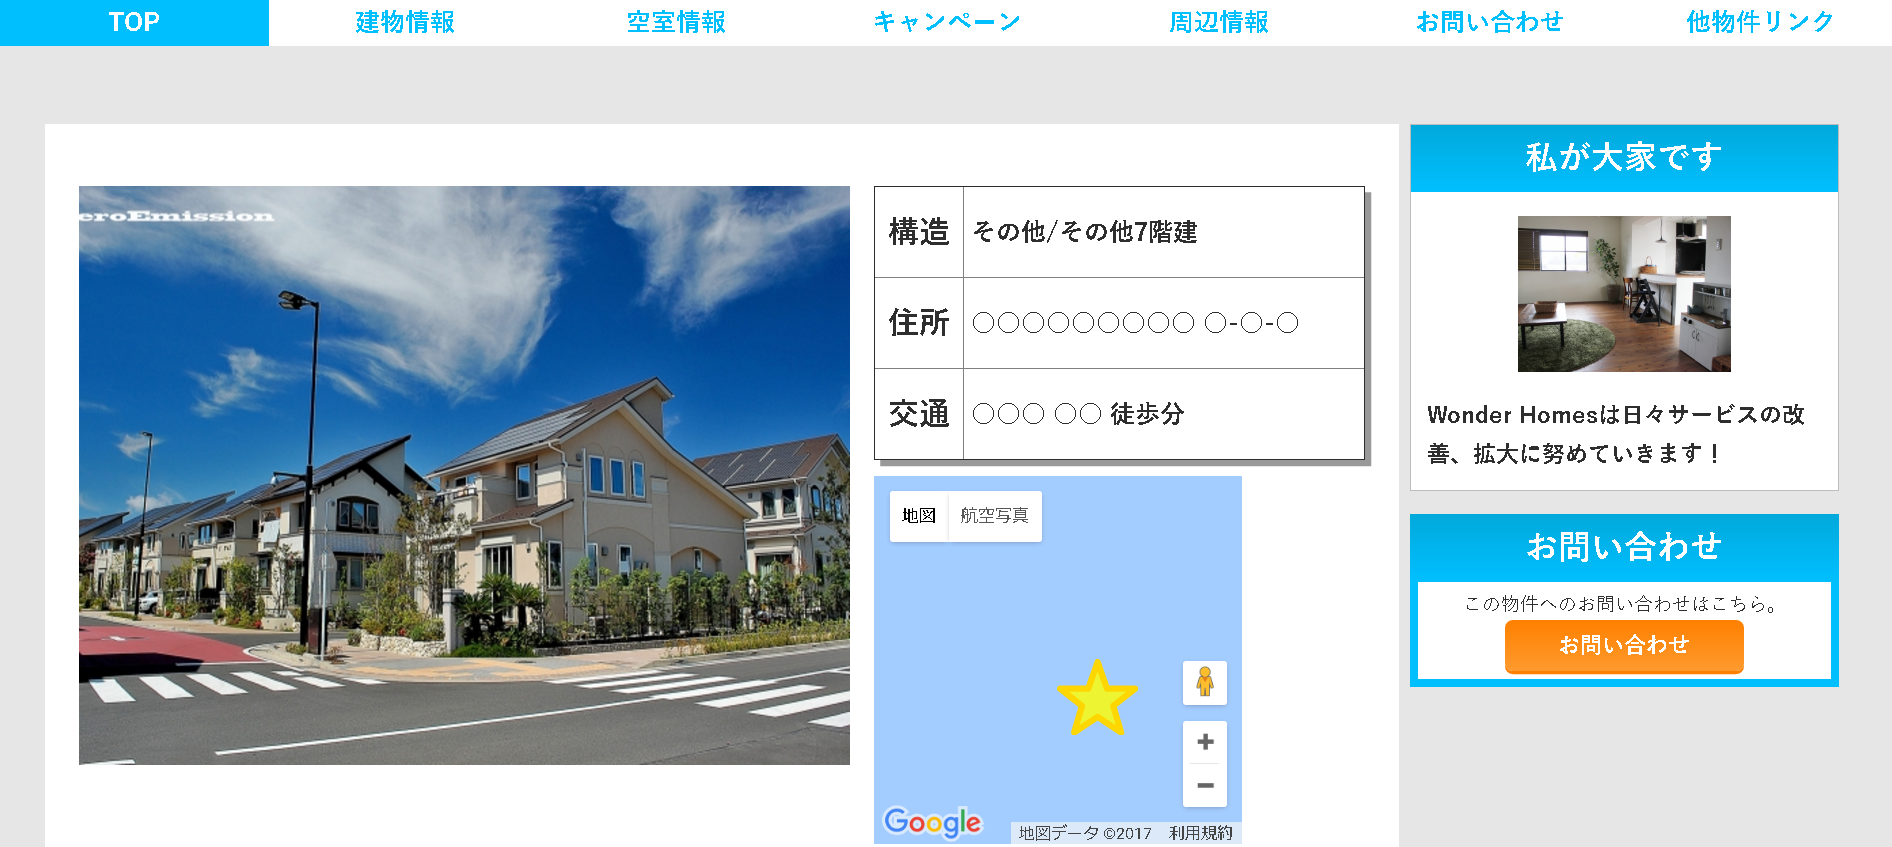 TOP
建物情報
空室情報
キャンペーン
周辺情報
お問い合わせ
他物件リンク
eroEmission
構造
その他/その他7階建
住所
○○○○○○○○○ ○-○-○
交通
○○○ ○○ 徒歩分
地図
航空写真
Google
地図データ ©2017
利用規約
私が大家です
Wonder Homesは日々サービスの改
善、拡大に努めていきます！
お問い合わせ
この物件へのお問い合わせはこちら。
お問い合わせ